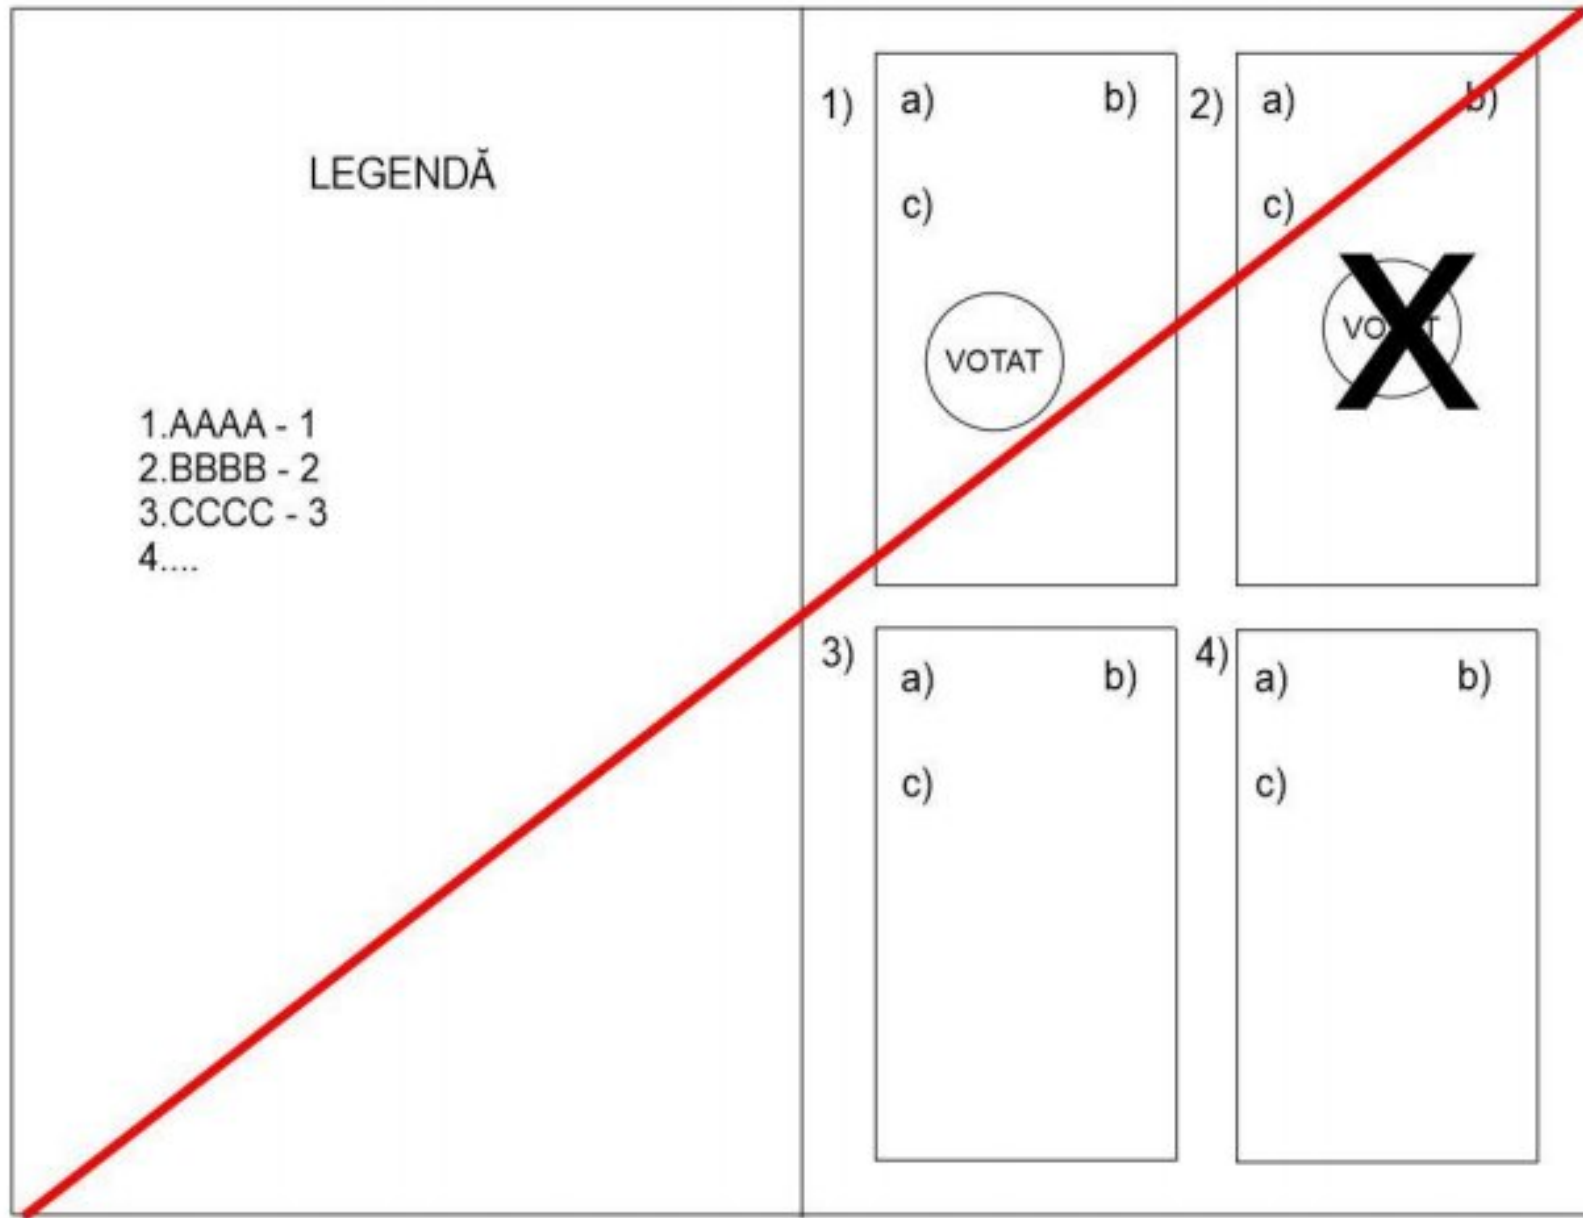 LEGENDĂ
1.AAAA - 1
2.BBBB - 2
3.CCCC - 3
4....
1) a) b)
c)
VOTAT
2) a) b)
c)
3) a) b)
c)
4) a) b)
c)